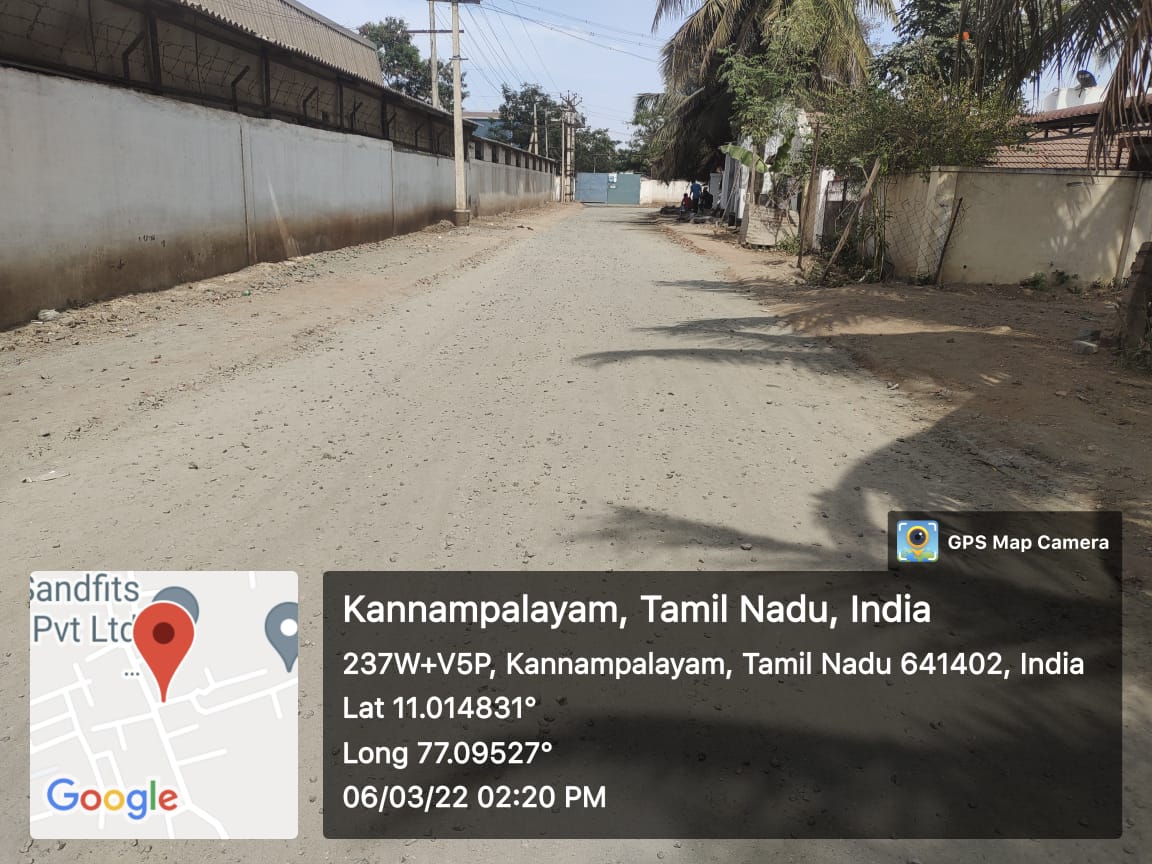 GPS Map Camera
Sandfits
Pvt Ltd
...
Google
Kannampalayam, Tamil Nadu, India
237W+V5P, Kannampalayam, Tamil Nadu 641402, India
Lat 11.014831°
Long 77.09527°
06/03/22 02:20 PM